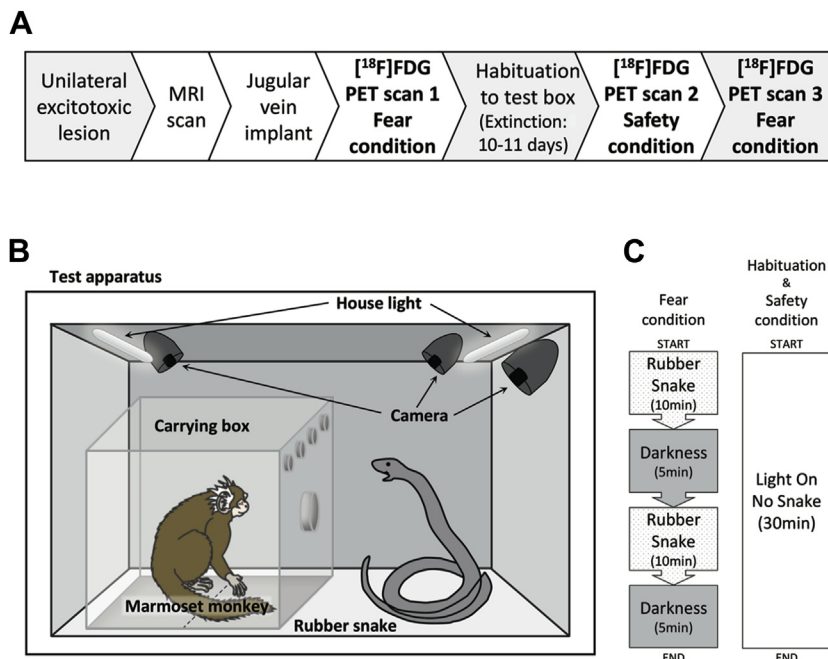 A
Unilateral
excitotoxic
lesion
MRI
scan
Jugular
vein
implant
[¹⁸F]FDG
PET scan 1
Fear
condition
Habituation
to test box
(Extinction:
10-11 days)
[¹⁸F]FDG
PET scan 2
Safety
condition
[¹⁸F]FDG
PET scan 3
Fear
condition
B
Test apparatus
House light
Camera
Carrying box
Marmoset monkey
Rubber snake
C
Fear
condition
START
Rubber
Snake
(10min)
Darkness
(5min)
Rubber
Snake
(10min)
Darkness
(5min)
END
Habituation
&
Safety
condition
START
Light On
No Snake
(30min)
END